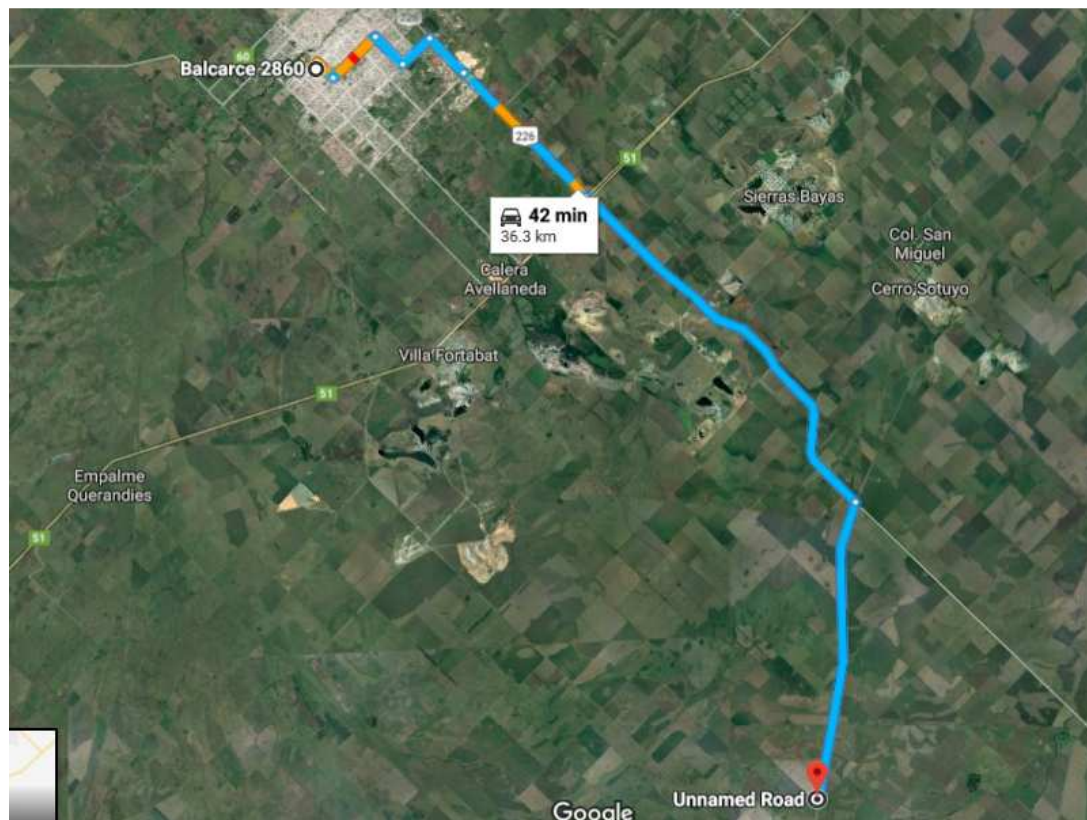 60
Balcarce 2860
226
51
Sierras Bayas
42 min
36.3 km
Col. San
Miguel
Calera
Avellaneda
Cerro Sotuyo
Villa Fortabat
51
Empalme
Querandies
51
Unnamed Road
Google